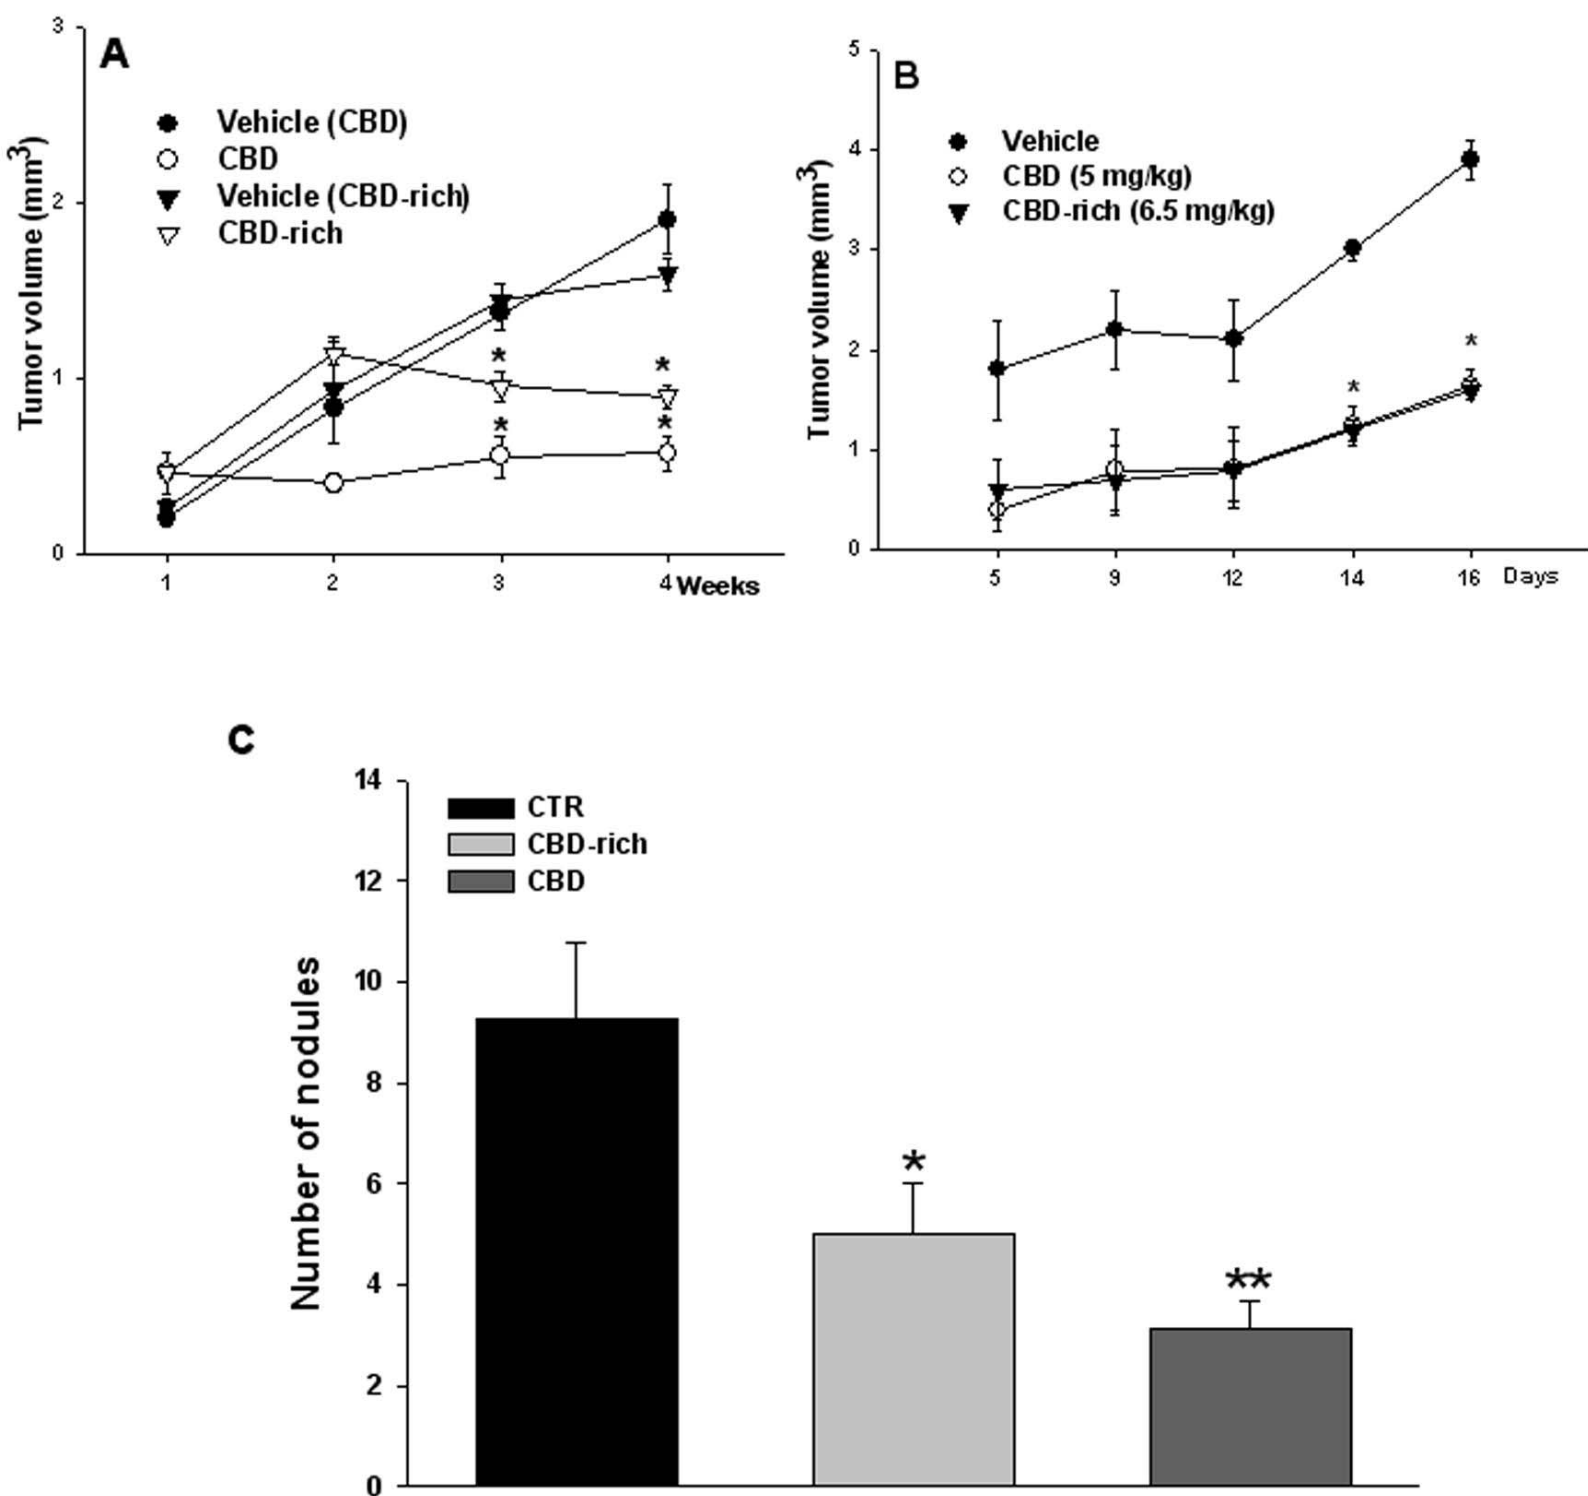 A
Tumor volume (mm3)
3
2
1
0
Vehicle (CBD)
CBD
Vehicle (CBD-rich)
CBD-rich
*
*
*
*
1 2 3 4 Weeks
B
Tumor volume (mm3)
5
4
3
2
1
0
Vehicle
CBD (5 mg/kg)
CBD-rich (6.5 mg/kg)
*
*
5 9 12 14 16 Days
C
Number of nodules
14
12
10
8
6
4
2
0
CTR
CBD-rich
CBD
*
**